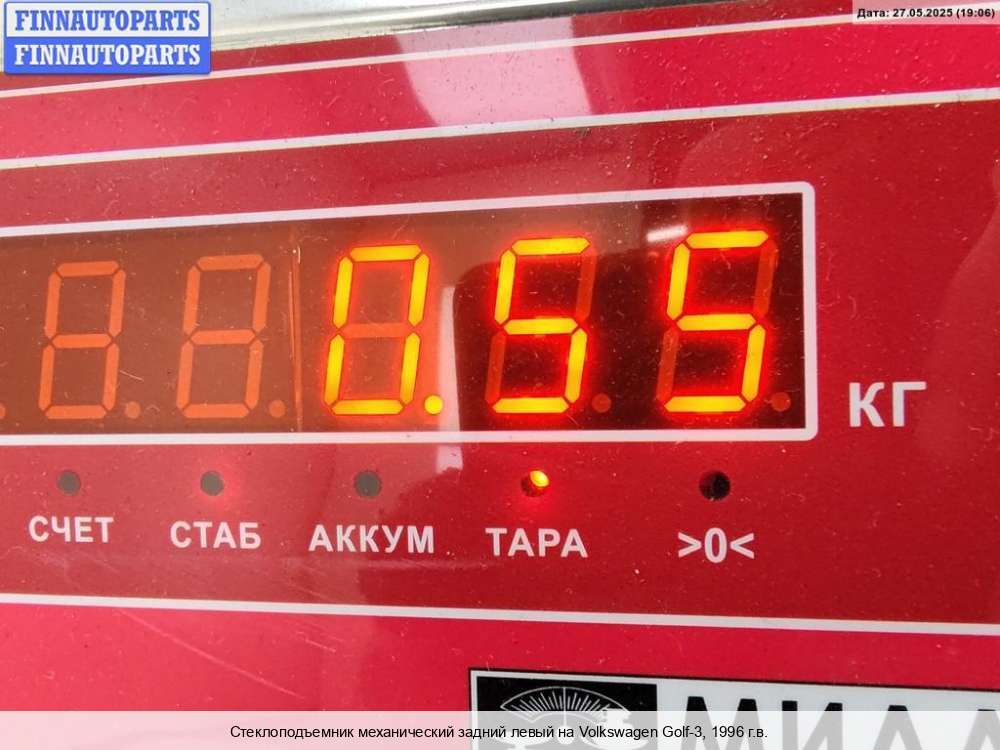 FINNAUTOPARTS
FINNAUTOPARTS
Дата: 27.05.2025 (19:06)
0.55
КГ
СЧЕТ СТАБ АККУМ ТАРА >0<
Стеклоподъемник механический задний левый на Volkswagen Golf-3, 1996 г.в.